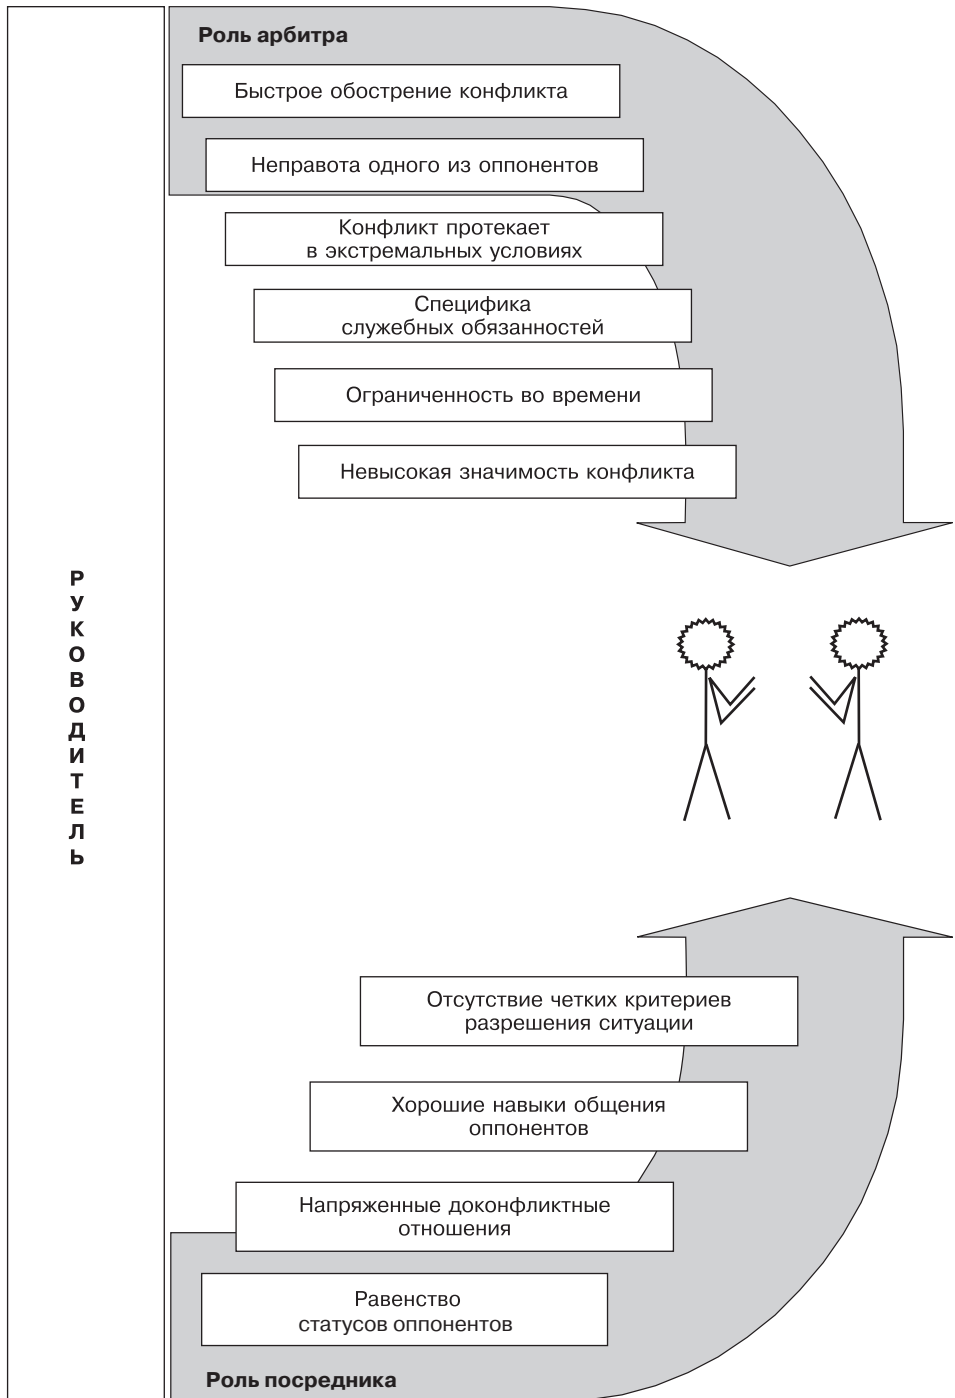 Роль арбитра
Быстрое обострение конфликта
Неправота одного из оппонентов
Конфликт протекает
в экстремальных условиях
Специфика
служебных обязанностей
Ограниченность во времени
Невысокая значимость конфликта
Р
У
К
О
В
О
Д
И
Т
Е
Л
Ь
Отсутствие четких критериев
разрешения ситуации
Хорошие навыки общения
оппонентов
Напряженные доконфликтные
отношения
Равенство
статусов оппонентов
Роль посредника